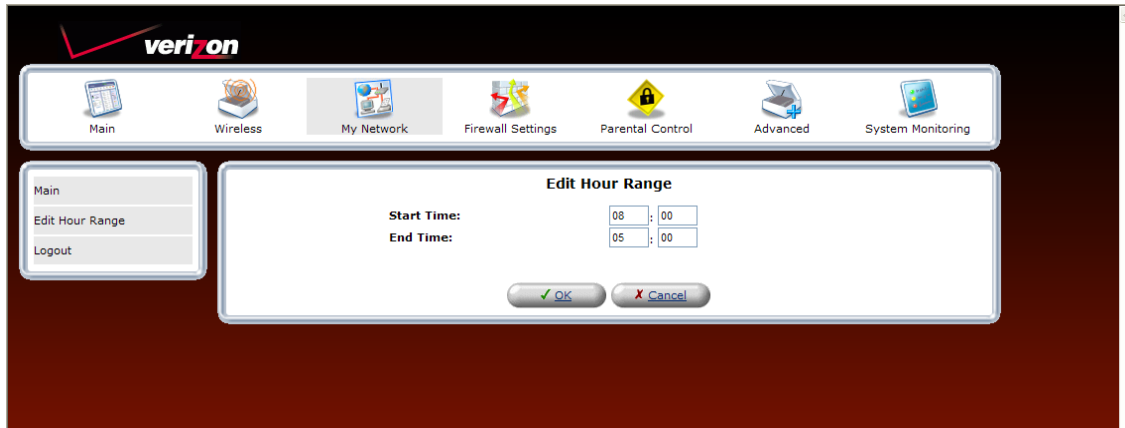 verizon
Main Wireless My Network Firewall Settings Parental Control Advanced System Monitoring
Main
Edit Hour Range
Logout
Edit Hour Range
Start Time: 08 : 00
End Time: 05 : 00
✓ OK ✗ Cancel